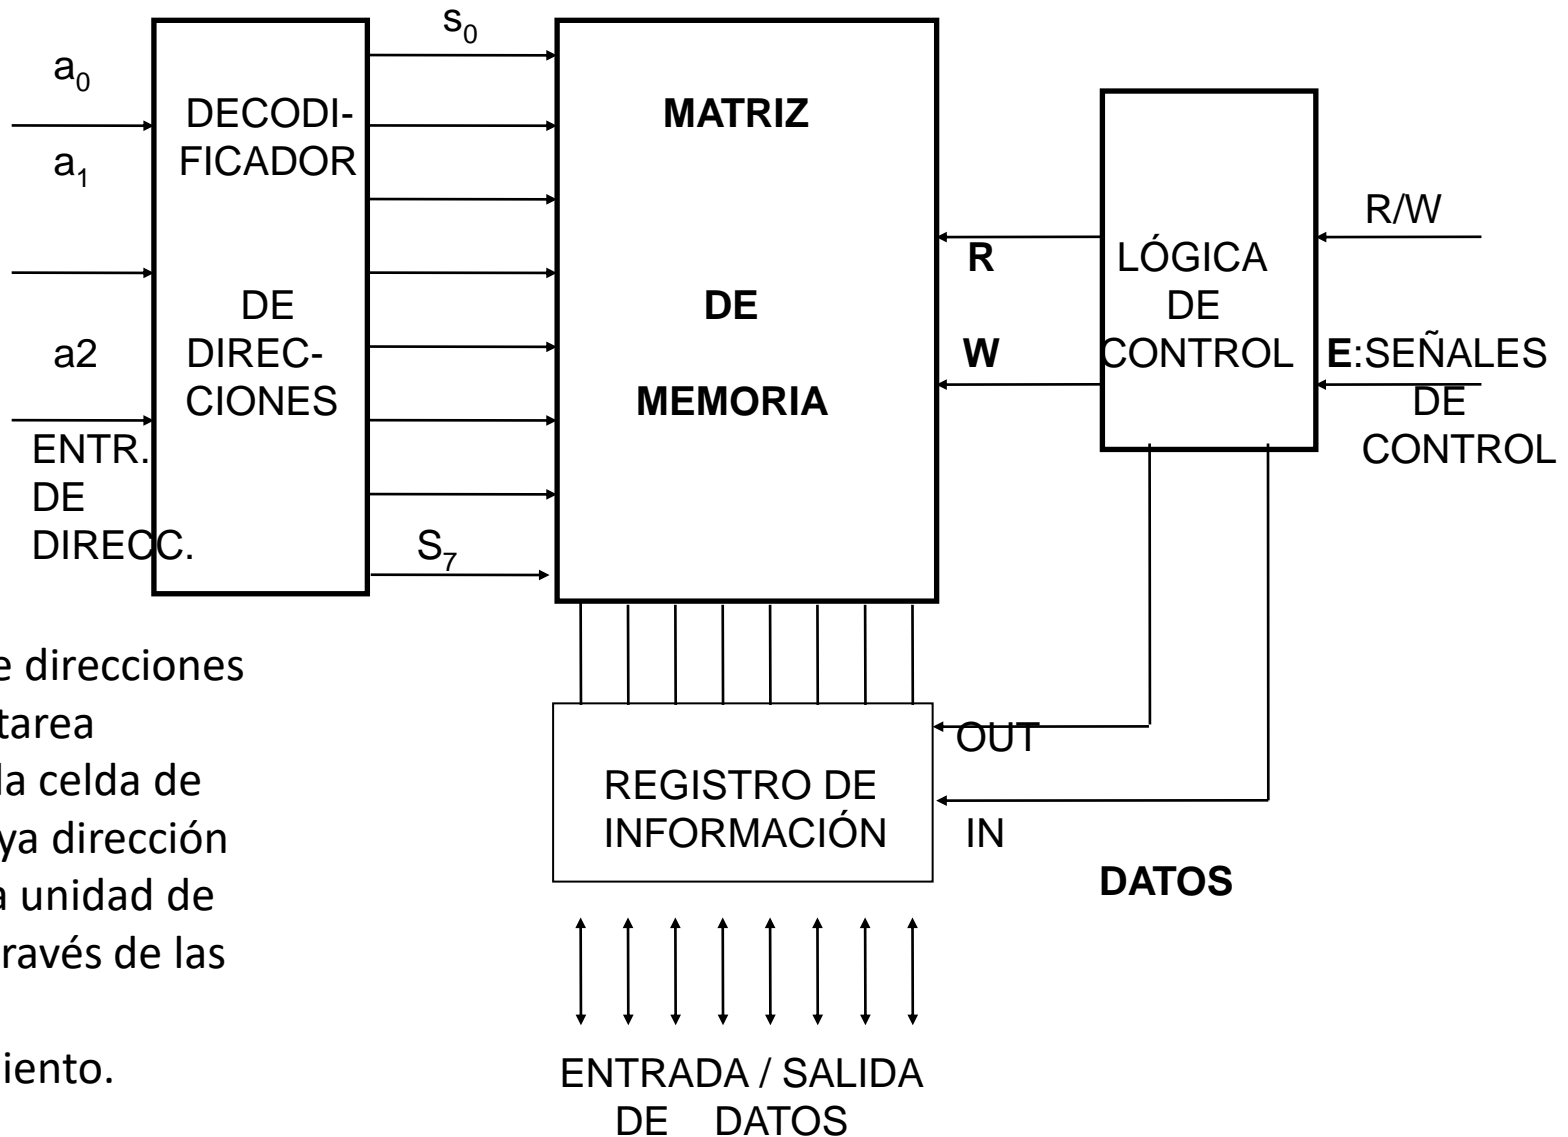 s0
a0
a1
a2
ENTR.
DE
DIRECC.
DECODI-
FICADOR
DE
DIREC-
CIONES
S7
MATRIZ
DE
MEMORIA
R
W
LÓGICA
DE
CONTROL
R/W
E:SEÑALES
DE
CONTROL
e direcciones
tarea
la celda de
ya dirección
a unidad de
ravés de las
iento.
REGISTRO DE
INFORMACIÓN
OUT
IN
DATOS
ENTRADA / SALIDA
DE DATOS